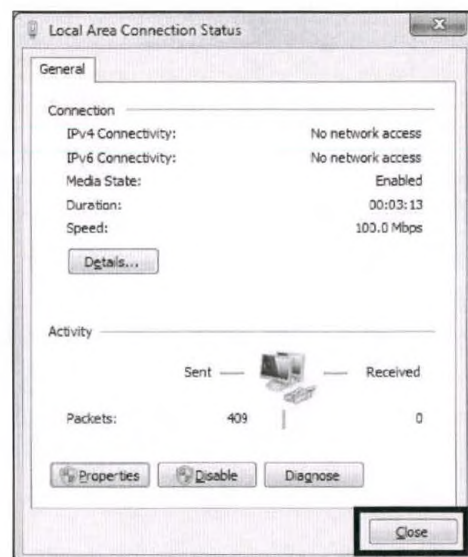 Local Area Connection Status
General
Connection
IPv4 Connectivity: No network access
IPv6 Connectivity: No network access
Media State: Enabled
Duration: 00:03:13
Speed: 100.0 Mbps
Details...
Activity
Sent Received
Packets: 409 0
Properties Disable Diagnose
Close